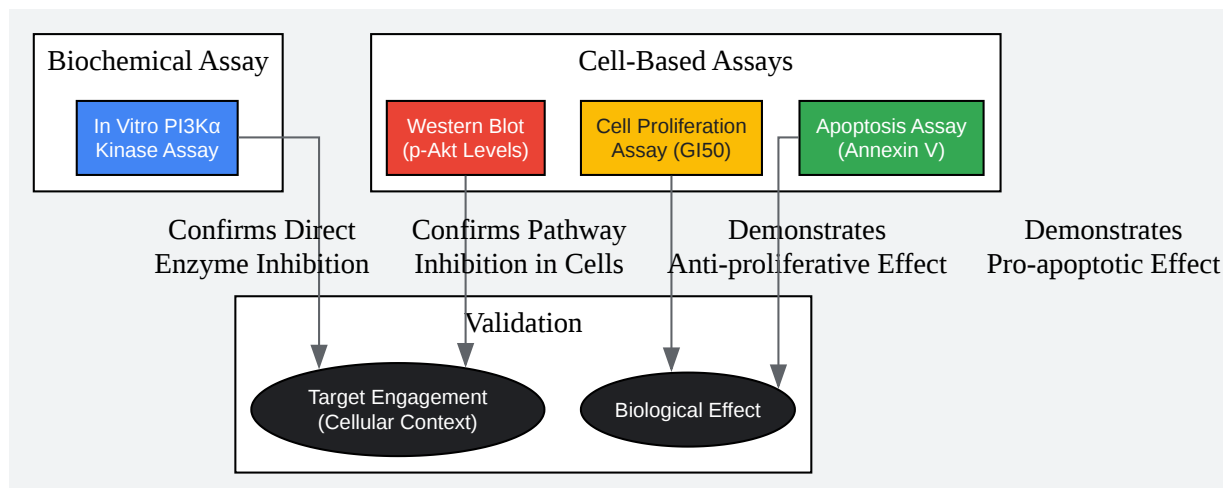 Biochemical Assay
Cell-Based Assays
In Vitro PI3Kα
Kinase Assay
Western Blot
(p-Akt Levels)
Cell Proliferation
Assay (GI50)
Apoptosis Assay
(Annexin V)
Confirms Direct
Enzyme Inhibition
Confirms Pathway
Inhibition in Cells
Demonstrates
Anti-proliferative Effect
Demonstrates
Pro-apoptotic Effect
Validation
Target Engagement
(Cellular Context)
Biological Effect